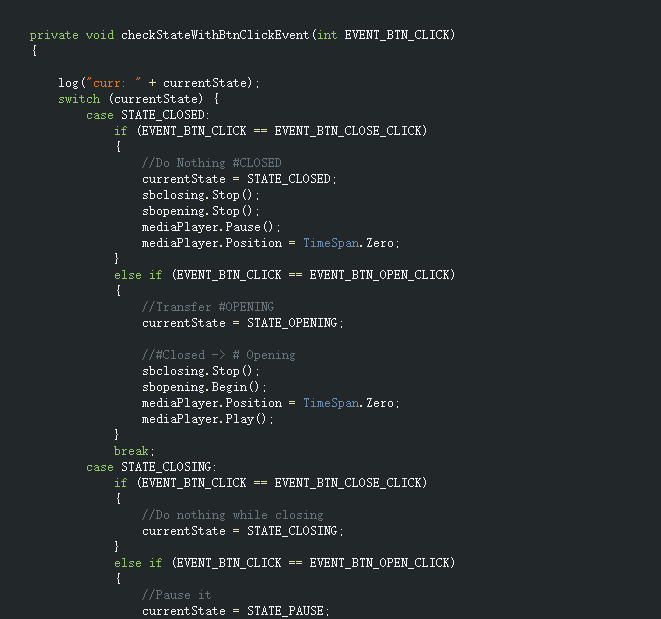 private void checkStateWithBtnClickEvent(int EVENT_BTN_CLICK)
{
log("curr: " + currentState);
switch (currentState) {
case STATE_CLOSED:
if (EVENT_BTN_CLICK == EVENT_BTN_CLOSE_CLICK)
{
//Do Nothing #CLOSED
currentState = STATE_CLOSED;
sbclosing.Stop();
sbopening.Stop();
mediaPlayer.Pause();
mediaPlayer.Position = TimeSpan.Zero;
}
else if (EVENT_BTN_CLICK == EVENT_BTN_OPEN_CLICK)
{
//Transfer #OPENING
currentState = STATE_OPENING;
//#Closed -> # Opening
sbclosing.Stop();
sbopening.Begin();
mediaPlayer.Position = TimeSpan.Zero;
mediaPlayer.Play();
}
break;
case STATE_CLOSING:
if (EVENT_BTN_CLICK == EVENT_BTN_CLOSE_CLICK)
{
//Do nothing while closing
currentState = STATE_CLOSING;
}
else if (EVENT_BTN_CLICK == EVENT_BTN_OPEN_CLICK)
{
//Pause it
currentState = STATE_PAUSE;